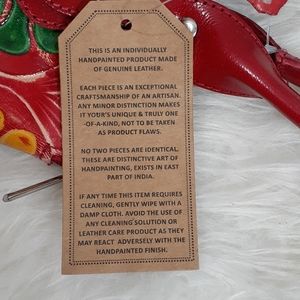 THIS IS AN INDIVIDUALLY
HANDPAINTED PRODUCT MADE
OF GENUINE LEATHER.
EACH PIECE IS AN EXCEPTIONAL
CRAFTSMANSHIP OF AN ARTISAN.
ANY MINOR DISTINCTION MAKES
IT YOUR'S UNIQUE & TRULY ONE
-OF-A-KIND, NOT TO BE TAKEN
AS PRODUCT FLAWS.
NO TWO PIECES ARE IDENTICAL.
THESE ARE DISTINCTIVE ART OF
HANDPAINTING, EXISTS IN EAST
PART OF INDIA.
IF ANY TIME THIS ITEM REQUIRES
CLEANING, GENTLY WIPE WITH A
DAMP CLOTH. AVOID THE USE OF
ANY CLEANING SOLUTION OR
LEATHER CARE PRODUCT AS THEY
MAY REACT ADVERSELY WITH THE
HANDPAINTED FINISH.